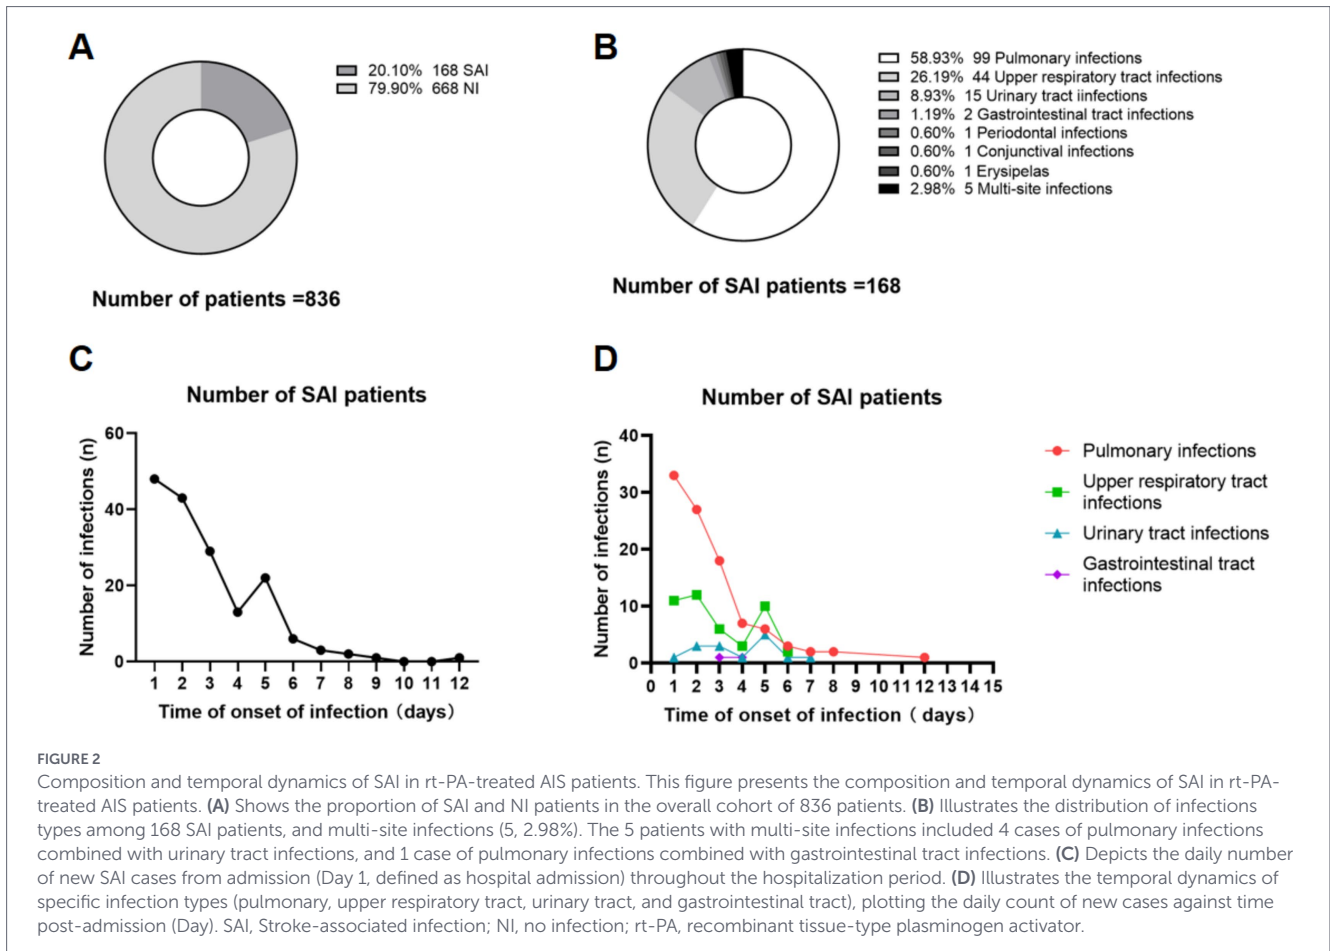 A
20.10% 168 SAI
79.90% 668 NI
Number of patients =836
B
58.93% 99 Pulmonary infections
26.19% 44 Upper respiratory tract infections
8.93% 15 Urinary tract iinfections
1.19% 2 Gastrointestinal tract infections
0.60% 1 Periodontal infections
0.60% 1 Conjunctival infections
0.60% 1 Erysipelas
2.98% 5 Multi-site infections
Number of SAI patients =168
C
Number of SAI patients
Number of infections (n)
60
40
20
0
1 2 3 4 5 6 7 8 9 10 11 12
Time of onset of infection（days）
D
Number of SAI patients
Number of infections (n)
40
30
20
10
0
0 1 2 3 4 5 6 7 8 9 10 11 12 13 14 15
Time of onset of infection（ days）
Pulmonary infections
Upper respiratory tract
infections
Urinary tract infections
Gastrointestinal tract
infections
FIGURE 2
Composition and temporal dynamics of SAI in rt-PA-treated AIS patients. This figure presents the composition and temporal dynamics of SAI in rt-PA-
treated AIS patients. (A) Shows the proportion of SAI and NI patients in the overall cohort of 836 patients. (B) Illustrates the distribution of infections
types among 168 SAI patients, and multi-site infections (5, 2.98%). The 5 patients with multi-site infections included 4 cases of pulmonary infections
combined with urinary tract infections, and 1 case of pulmonary infections combined with gastrointestinal tract infections. (C) Depicts the daily number
of new SAI cases from admission (Day 1, defined as hospital admission) throughout the hospitalization period. (D) Illustrates the temporal dynamics of
specific infection types (pulmonary, upper respiratory tract, urinary tract, and gastrointestinal tract), plotting the daily count of new cases against time
post-admission (Day). SAI, Stroke-associated infection; NI, no infection; rt-PA, recombinant tissue-type plasminogen activator.